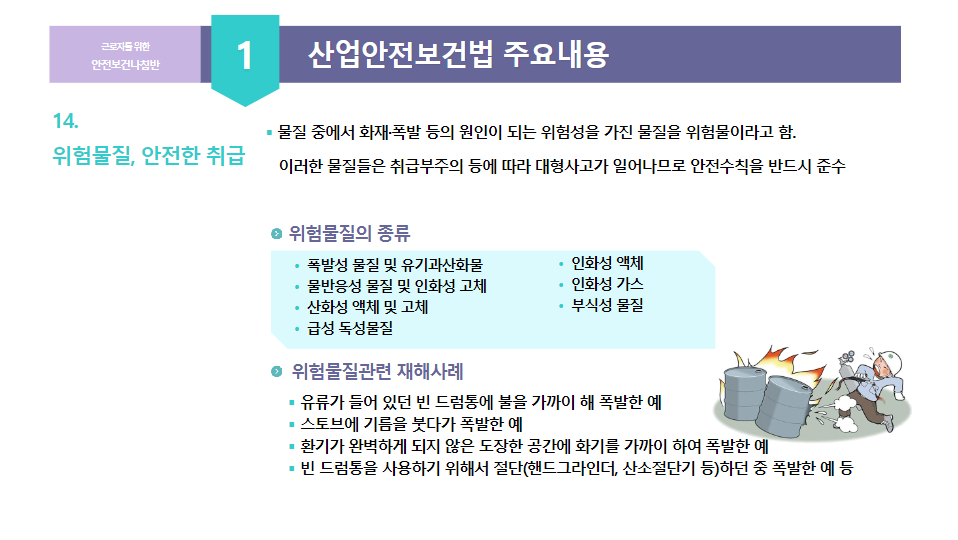 근로자를 위한
안전보건나침반
1
산업안전보건법 주요내용
14.
위험물질, 안전한 취급
▪ 물질 중에서 화재·폭발 등의 원인이 되는 위험성을 가진 물질을 위험물이라고 함.
이러한 물질들은 취급부주의 등에 따라 대형사고가 일어나므로 안전수칙을 반드시 준수
위험물질의 종류
• 폭발성 물질 및 유기과산화물
• 물반응성 물질 및 인화성 고체
• 산화성 액체 및 고체
• 급성 독성물질
• 인화성 액체
• 인화성 가스
• 부식성 물질
위험물질관련 재해사례
▪ 유류가 들어 있던 빈 드럼통에 불을 가까이 해 폭발한 예
▪ 스토브에 기름을 붓다가 폭발한 예
▪ 환기가 완벽하게 되지 않은 도장한 공간에 화기를 가까이 하여 폭발한 예
▪ 빈 드럼통을 사용하기 위해서 절단(핸드그라인더, 산소절단기 등)하던 중 폭발한 예 등